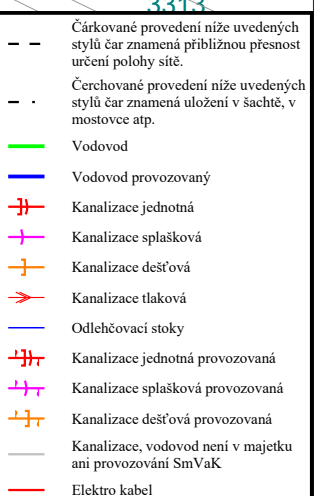 3313
Čárkované provedení níže uvedených
stylů čar znamená přibližnou přesnost
určení polohy sítě.
Čerchované provedení níže uvedených
stylů čar znamená uložení v šachtě, v
mostovce atp.
Vodovod
Vodovod provozovaný
Kanalizace jednotná
Kanalizace splašková
Kanalizace dešťová
Kanalizace tlaková
Odlehčovací stoky
Kanalizace jednotná provozovaná
Kanalizace splašková provozovaná
Kanalizace dešťová provozovaná
Kanalizace, vodovod není v majetku
ani provozování SmVaK
Elektro kabel